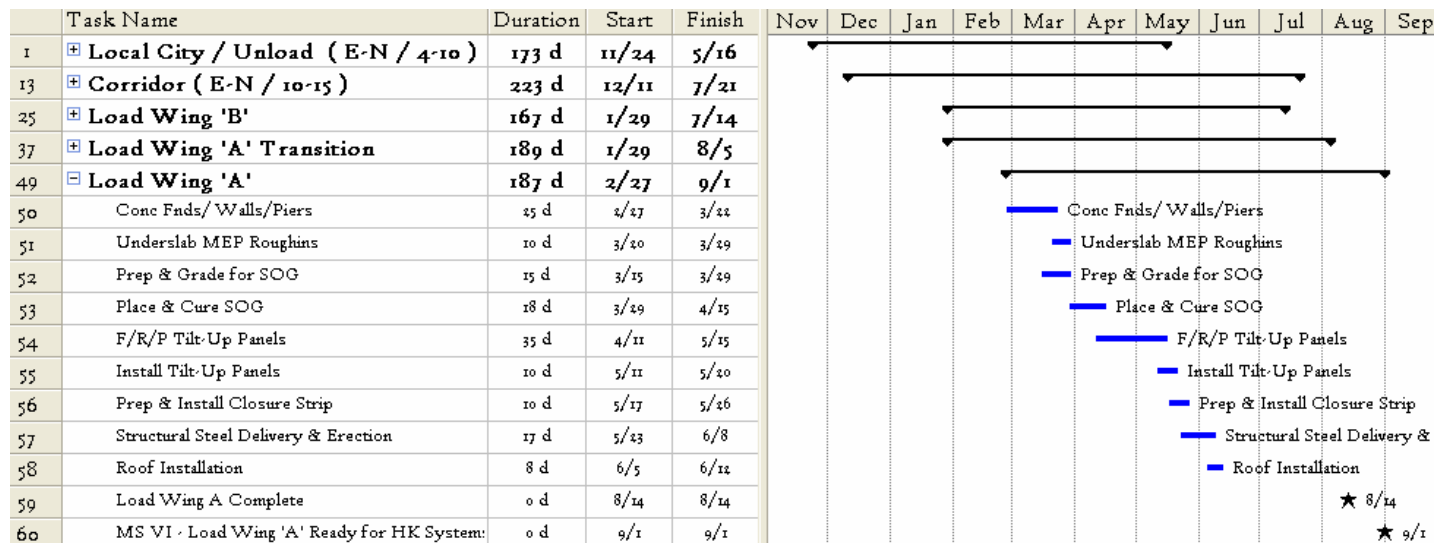 Task Name Duration Start Finish Nov Dec Jan Feb Mar Apr May Jun Jul Aug Sep
1 Local City / Unload ( E-N / 4-10 ) 173 d 11/24 5/16
13 Corridor ( E-N / 10-15 ) 223 d 12/11 7/21
25 Load Wing 'B' 167 d 1/29 7/14
37 Load Wing 'A' Transition 189 d 1/29 8/5
49 Load Wing 'A' 187 d 2/27 9/1
50 Conc Fnds/ Walls/Piers 25 d 2/27 3/22 Conc Fnds/ Walls/Piers
51 Underslab MEP Roughins 10 d 3/20 3/29 Underslab MEP Roughins
52 Prep & Grade for SOG 15 d 3/15 3/29 Prep & Grade for SOG
53 Place & Cure SOG 18 d 3/29 4/15 Place & Cure SOG
54 F/R/P Tilt-Up Panels 35 d 4/11 5/15 F/R/P Tilt-Up Panels
55 Install Tilt-Up Panels 10 d 5/11 5/20 Install Tilt-Up Panels
56 Prep & Install Closure Strip 10 d 5/17 5/26 Prep & Install Closure Strip
57 Structural Steel Delivery & Erection 17 d 5/23 6/8 Structural Steel Delivery &
58 Roof Installation 8 d 6/5 6/12 Roof Installation
59 Load Wing A Complete 0 d 8/14 8/14 8/14
60 MS VI - Load Wing 'A' Ready for HK System: 0 d 9/1 9/1 9/1